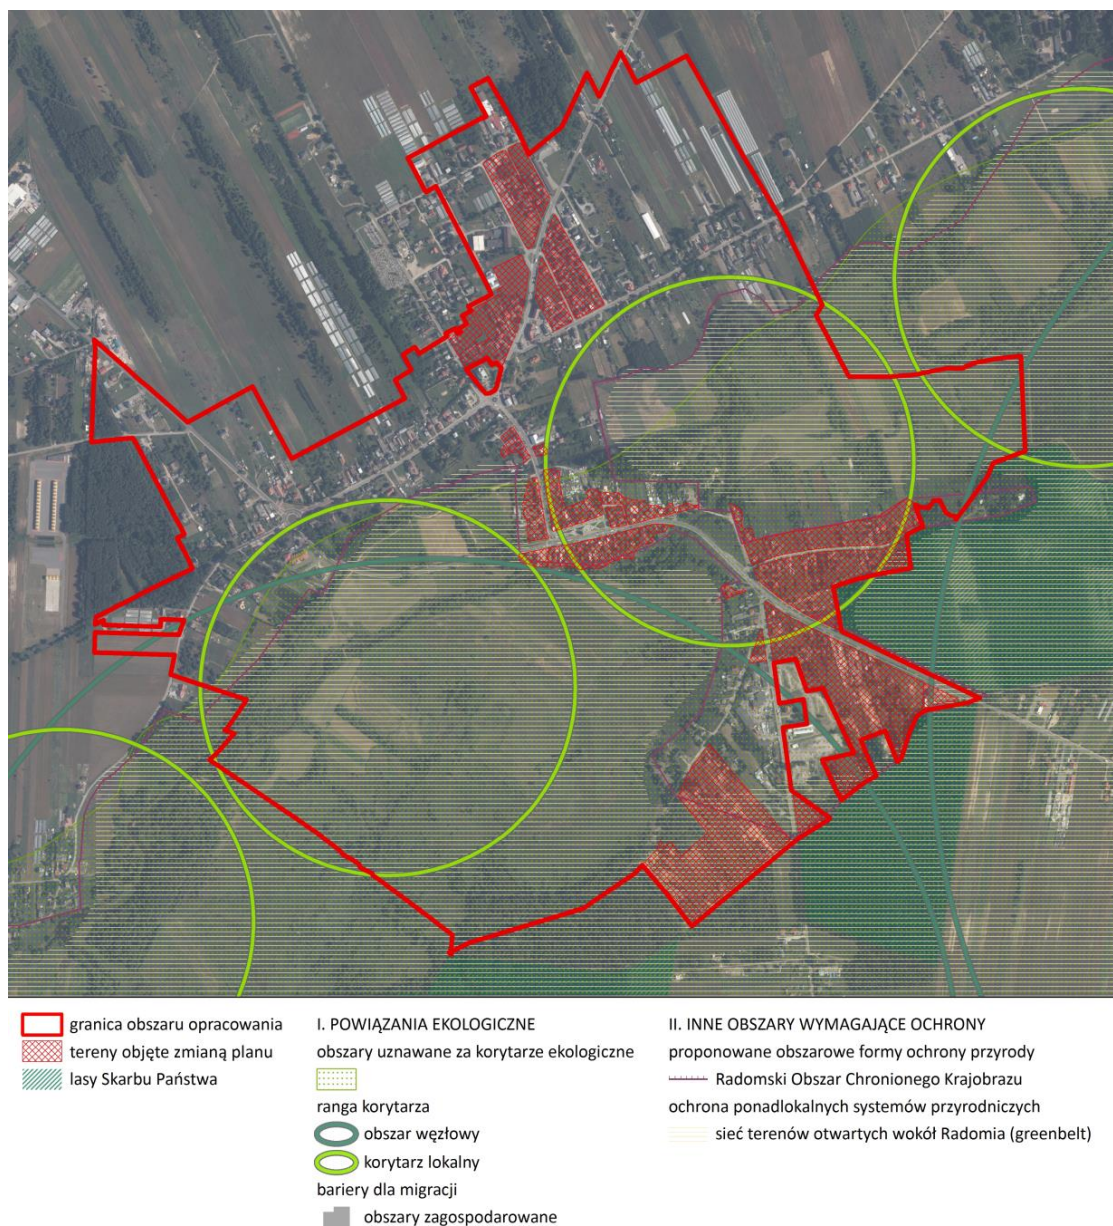 granica obszaru opracowania
tereny objęte zmianą planu
lasy Skarbu Państwa
I. POWIĄZANIA EKOLOGICZNE
obszary uznawane za korytarze ekologiczne
ranga korytarza
obszar węzłowy
korytarz lokalny
bariery dla migracji
obszary zagospodarowane
II. INNE OBSZARY WYMAGAJĄCE OCHRONY
proponowane obszarowe formy ochrony przyrody
Radomski Obszar Chronionego Krajobrazu
ochrona ponadlokalnych systemów przyrodniczych
sieć terenów otwartych wokół Radomia (greenbelt)